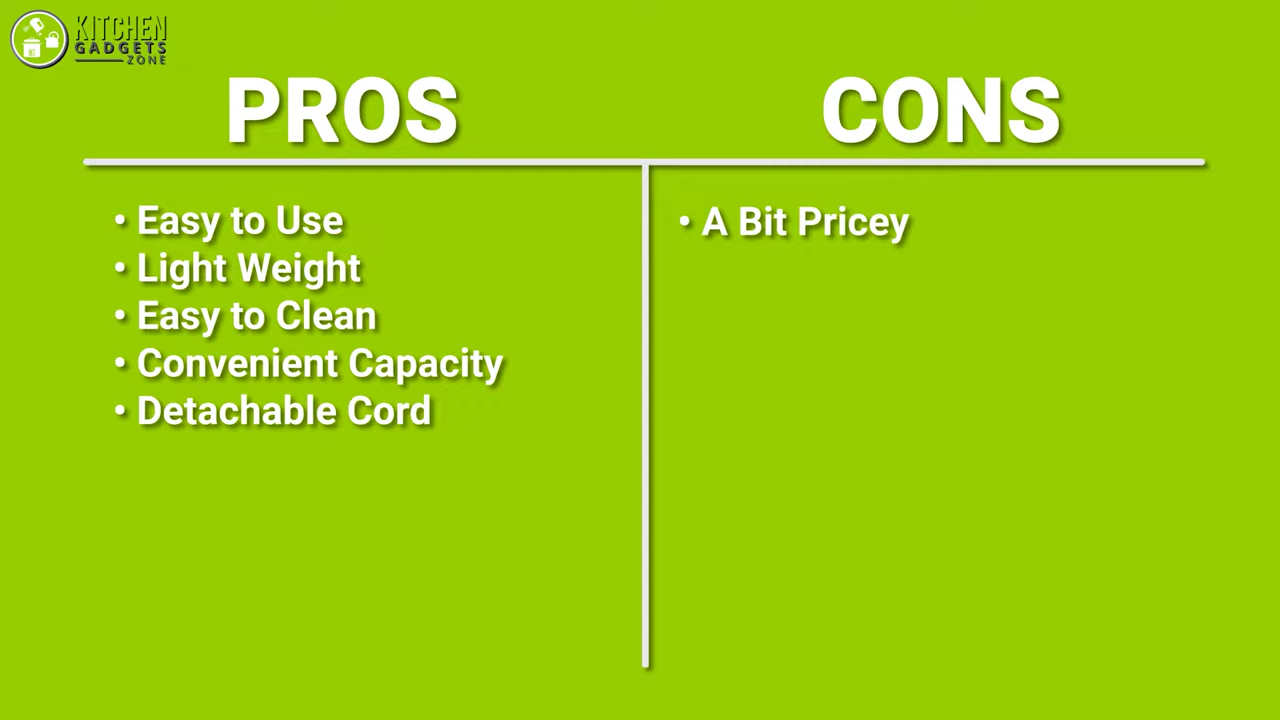 KITCHEN
GADGETS
ZONE
PROS
CONS
• Easy to Use
• Light Weight
• Easy to Clean
• Convenient Capacity
• Detachable Cord
• A Bit Pricey